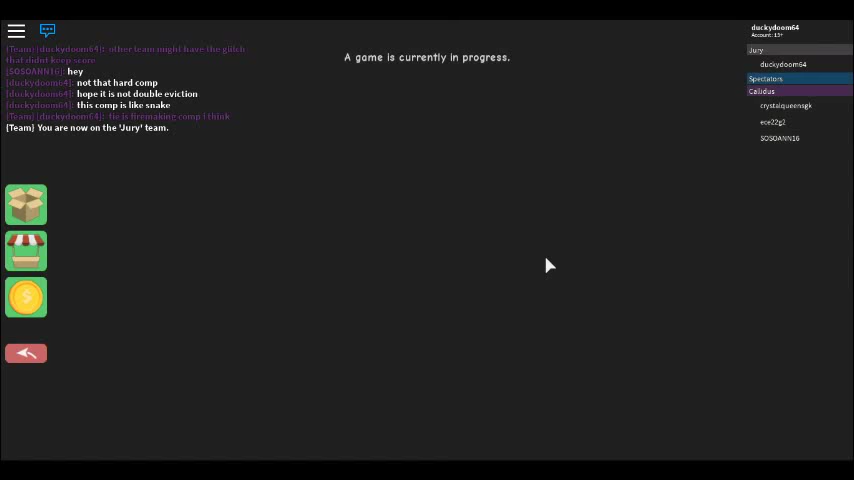 [Team] [duckydoom64]: other team might have the glitch
that didnt keep score
[SOSOANN16]: hey
[duckydoom64]: not that hard comp
[duckydoom64]: hope it is not double eviction
[duckydoom64]: this comp is like snake
[Team] [duckydoom64]: tie is firemaking comp i think
[Team] You are now on the 'Jury' team.
A game is currently in progress.
duckydoom64
Account: 13+
Jury
duckydoom64
Spectators
Callidus
crystalqueensgk
ece22g2
SOSOANN16